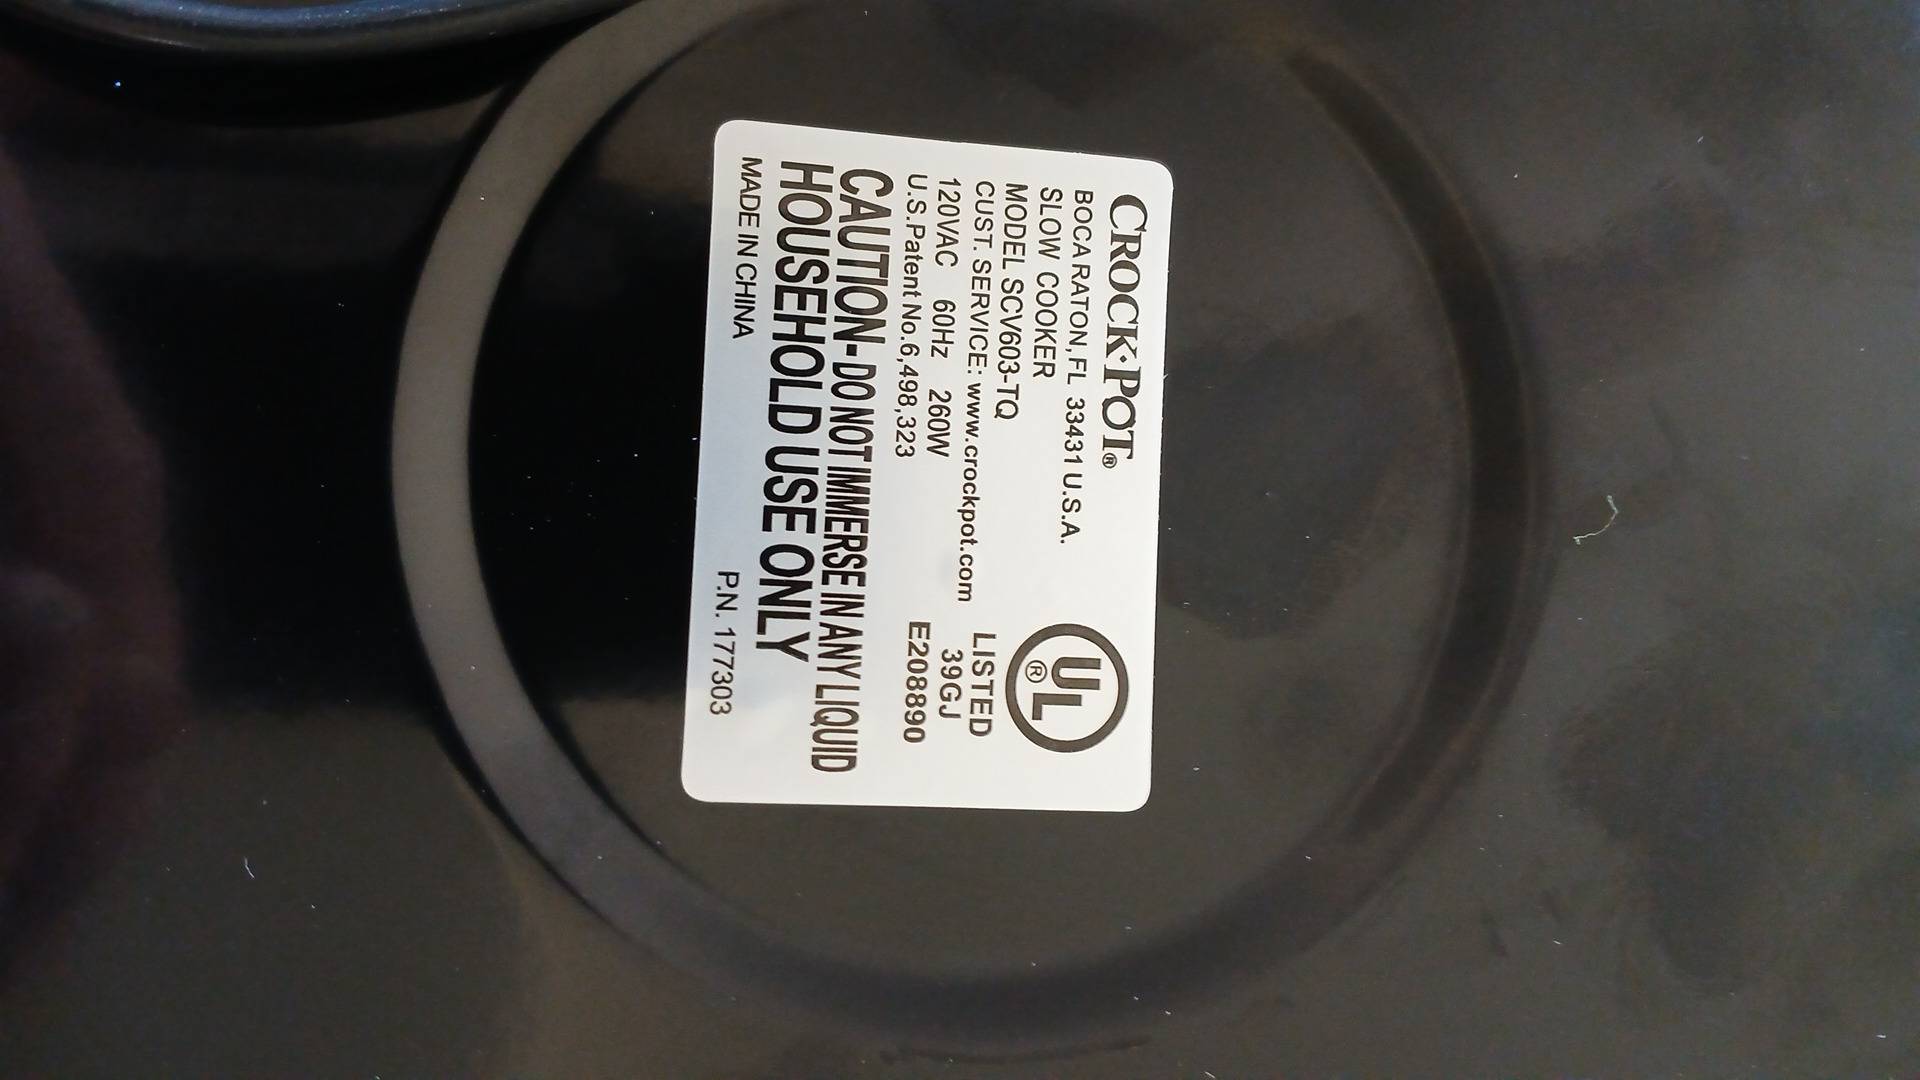 CROCK·POT®
BOCA RATON, FL 33431 U.S.A.
SLOW COOKER
MODEL SCV603-TQ
CUST. SERVICE: www.crockpot.com
120VAC 60Hz 260W
U.S.Patent No.6,498,323
UL®
LISTED
39GJ
E208890
CAUTION-DO NOT IMMERSE IN ANY LIQUID
HOUSEHOLD USE ONLY
MADE IN CHINA P.N. 177303